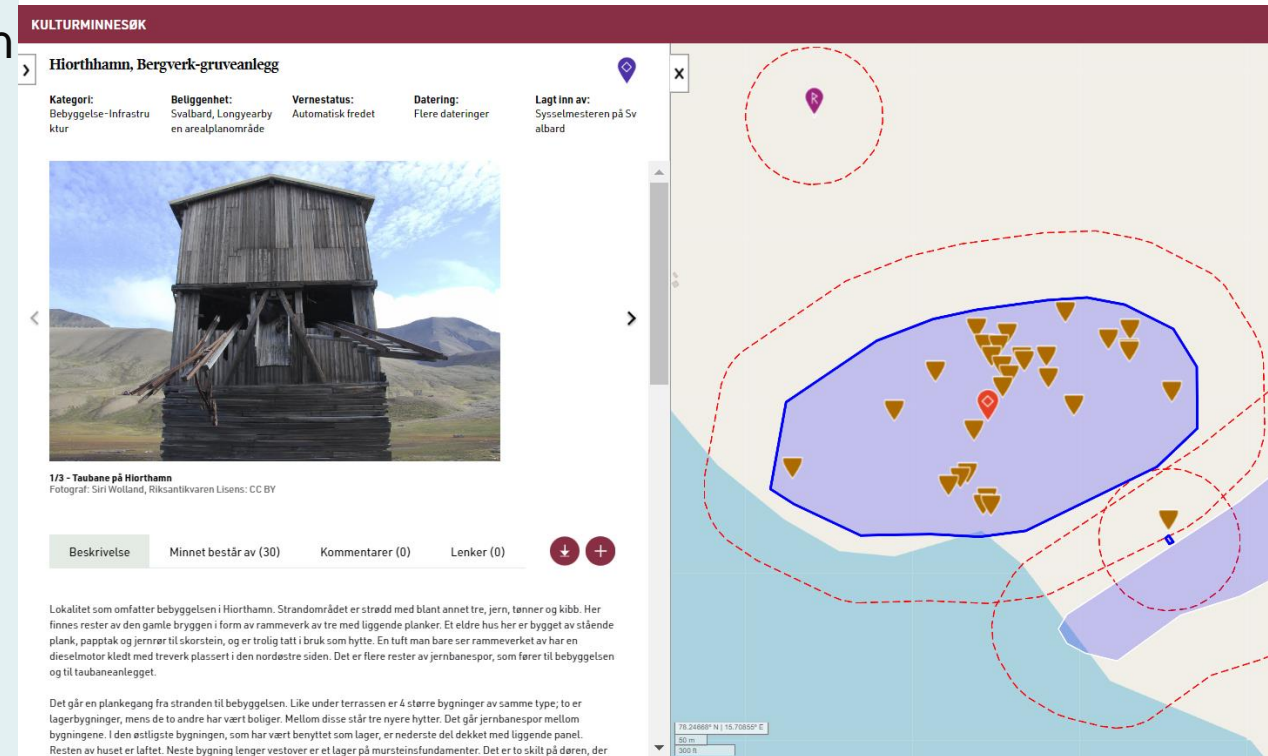 n
KULTURMINNESØK
Hiorthhamn, Bergverk-gruveanlegg
Kategori:
Bebyggelse-Infrastru
ktur
Beliggenhet:
Svalbard, Longyearby
en arealplanområde
Vernestatus:
Automatisk fredet
Datering:
Flere dateringer
Lagt inn av:
Sysselmesteren på Sv
albard
1/3 - Taubane på Hiorthamn
Fotograf: Siri Wolland, Riksantikvaren Lisens: CC BY
Beskrivelse Minnet består av (30) Kommentarer (0) Lenker (0)
Lokalitet som omfatter bebyggelsen i Hiorthamn. Strandområdet er strødd med blant annet tre, jern, tønner og kibb. Her
finnes rester av den gamle bryggen i form av rammeverk av tre med liggende planker. Et eldre hus her er bygget av stående
plank, papptak og jernrør til skorstein, og er trolig tatt i bruk som hytte. En tuft man bare ser rammeverket av har en
dieselmotor kledt med treverk plassert i den nordøstre siden. Det er flere rester av jernbanespor, som fører til bebyggelsen
og til taubaneanlegget.
Det går en plankegang fra stranden til bebyggelsen. Like under terrassen er 4 større bygninger av samme type; to er
lagerbygninger, mens de to andre har vært boliger. Mellom disse står tre nyere hytter. Det går jernbanespor mellom
bygningene. I den østligste bygningen, som har vært benyttet som lager, er nederste del dekket med liggende panel.
Resten av huset er laftet. Neste bygning lenger vestover er et lager på mursteinsfundamenter. Det er to skilt på døren, der
R
78.24668° N | 15.70855° E
50 m
300 ft